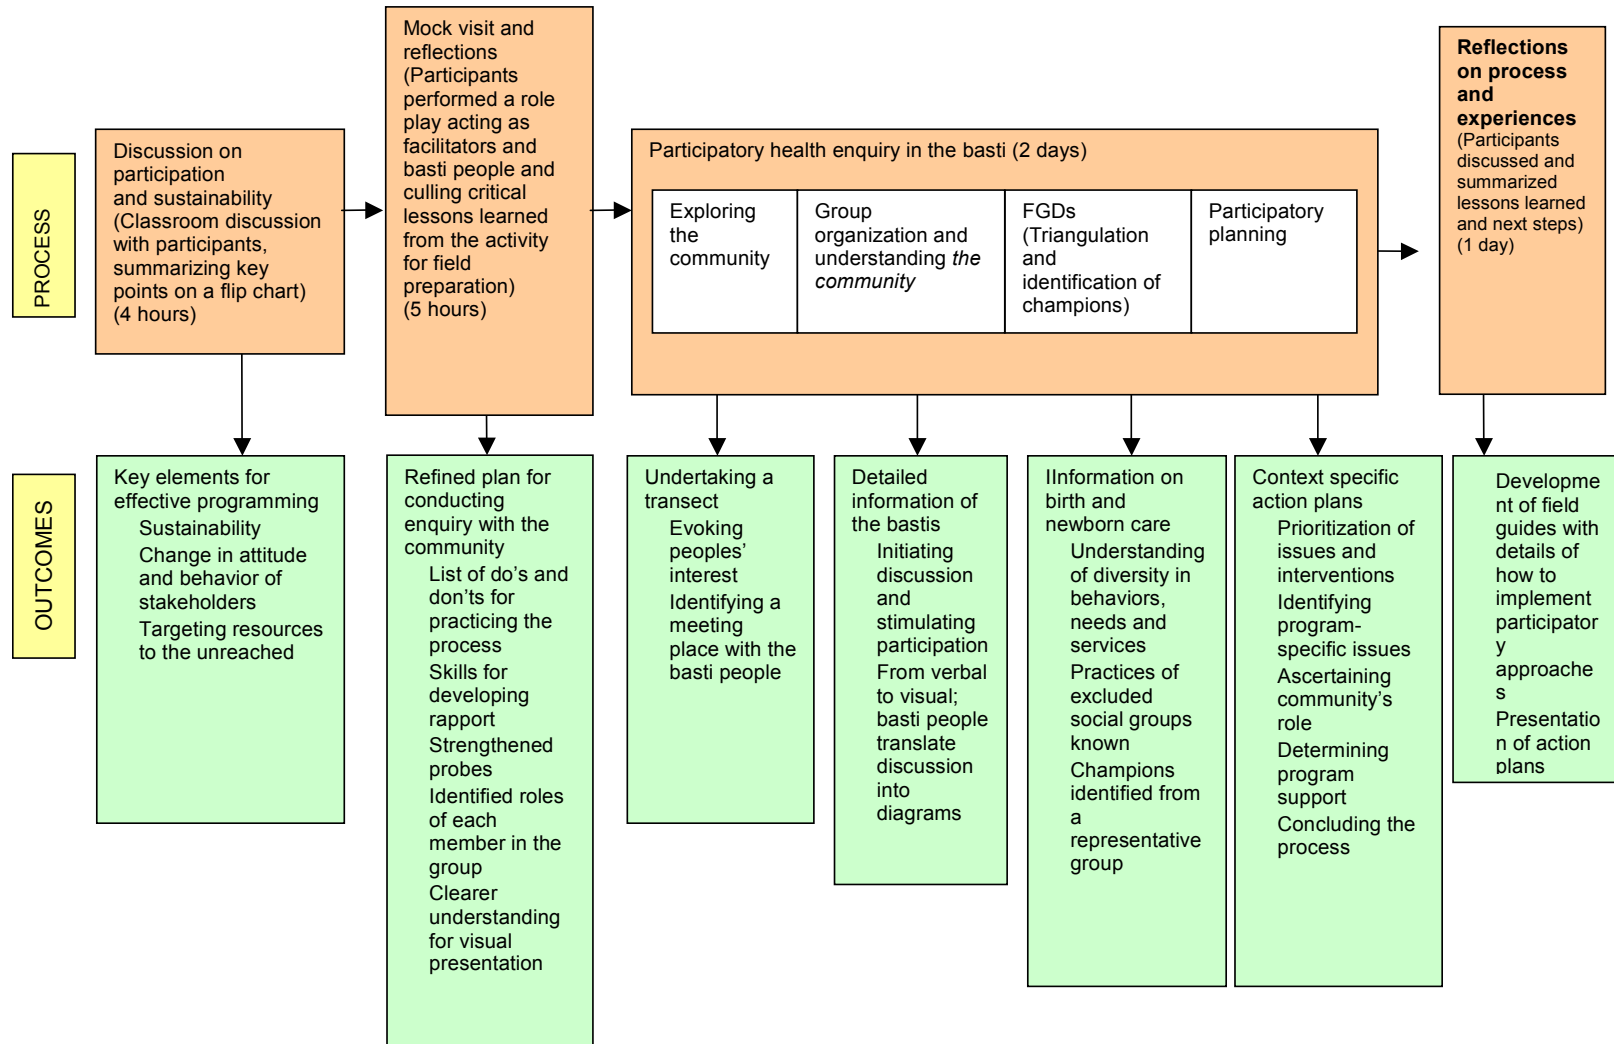 PROCESS
Discussion on
participation
and sustainability
(Classroom discussion
with participants,
summarizing key
points on a flip chart)
(4 hours)
Mock visit and
reflections
(Participants
performed a role
play acting as
facilitators and
basti people and
culling critical
lessons learned
from the activity
for field
preparation)
(5 hours)
Participatory health enquiry in the basti (2 days)
Exploring
the
community
Group
organization and
understanding the
community
FGDs
(Triangulation
and
identification of
champions)
Participatory
planning
Reflections
on process
and
experiences
(Participants
discussed and
summarized
lessons learned
and next steps)
(1 day)
OUTCOMES
Key elements for
effective programming
Sustainability
Change in attitude
and behavior of
stakeholders
Targeting resources
to the unreached
Refined plan for
conducting
enquiry with the
community
List of do's and
don'ts for
practicing the
process
Skills for
developing
rapport
Strengthened
probes
Identified roles
of each
member in the
group
Clearer
understanding
for visual
presentation
Undertaking a
transect
Evoking
peoples'
interest
Identifying a
meeting
place with the
basti people
Detailed
information of
the bastis
Initiating
discussion
and
stimulating
participation
From verbal
to visual;
basti people
translate
discussion
into
diagrams
IInformation on
birth and
newborn care
Understanding
of diversity in
behaviors,
needs and
services
Practices of
excluded
social groups
known
Champions
identified from
a
representative
group
Context specific
action plans
Prioritization of
issues and
interventions
Identifying
program-
specific issues
Ascertaining
community's
role
Determining
program
support
Concluding the
process
Developme
nt of field
guides with
details of
how to
implement
participator
y
approache
s
Presentatio
n of action
plans